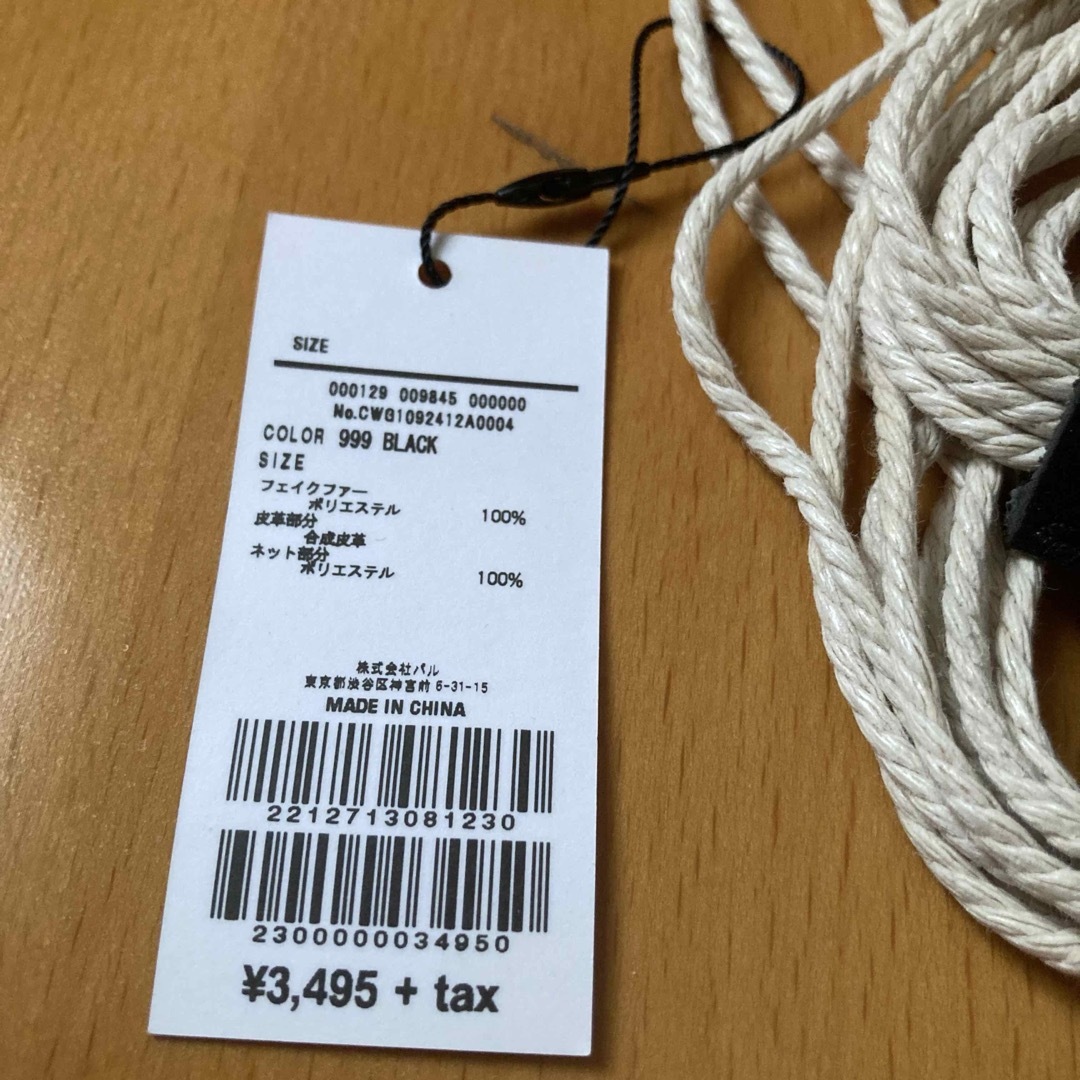 SIZE
000129 009845 000000
No.CWG1092412A0004
COLOR 999 BLACK
SIZE
フェイクファー
ポリエステル 100%
皮革部分
合成皮革
ネット部分
ポリエステル 100%
株式会社パル
東京都渋谷区神宮前 6-31-15
MADE IN CHINA
2212713081230
2300000034950
¥3,495 + tax